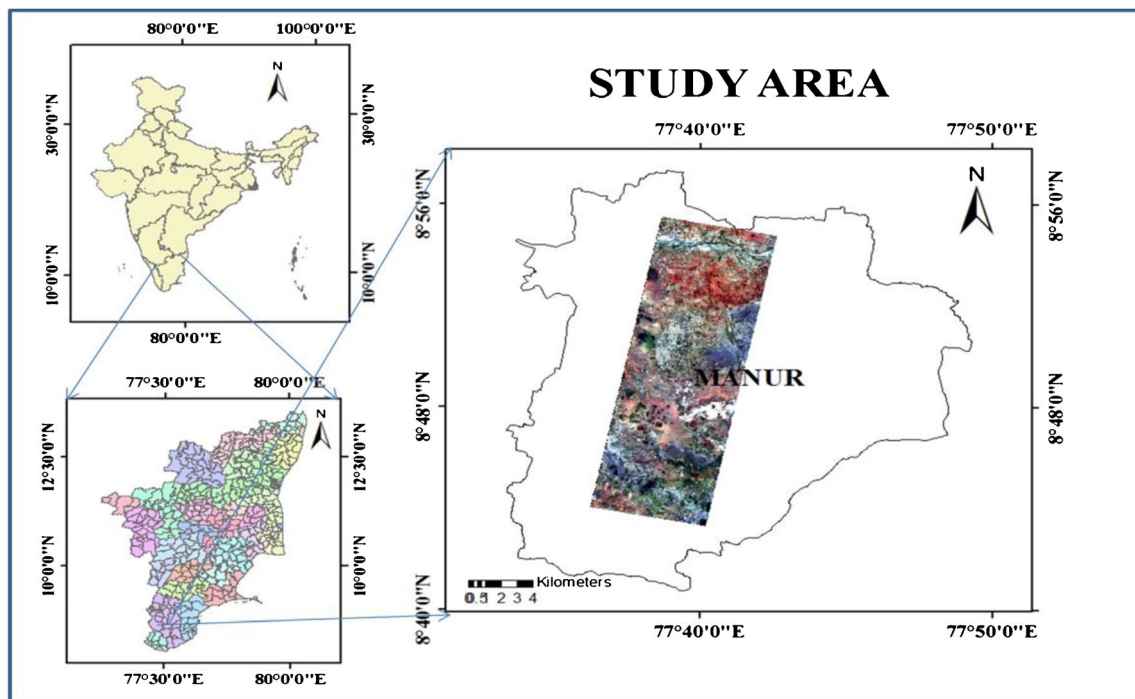 80°0'0"E 100°0'0"E
N
30°0'0"N 30°0'0"N
10°0'0"N 10°0'0"N
80°0'0"E
77°30'0"E 80°0'0"E
N
12°30'0"N 12°30'0"N
10°0'0"N 10°0'0"N
77°30'0"E 80°0'0"E
STUDY AREA
77°40'0"E 77°50'0"E
N
8°56'0"N 8°56'0"N
MANUR
8°48'0"N 8°48'0"N
Kilometers
0 0.5 1 2 3 4
8°40'0"N 8°40'0"N
77°40'0"E 77°50'0"E